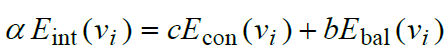 α E_int(v_i) = cE_con(v_i) + bE_bal(v_i)